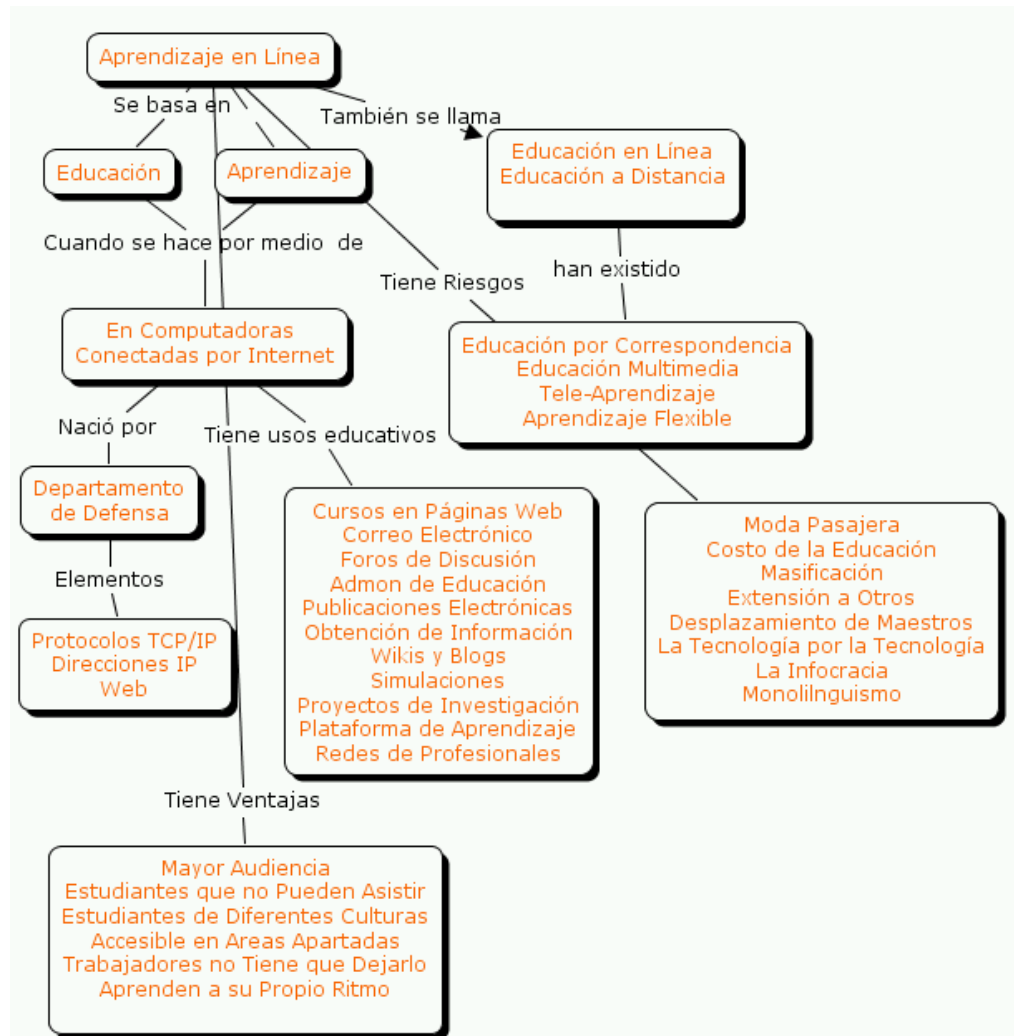 Aprendizaje en Línea
Se basa en
También se llama
Educación
Aprendizaje
Educación en Línea
Educación a Distancia
Cuando se hace por medio de
Tiene Riesgos
han existido
En Computadoras
Conectadas por Internet
Educación por Correspondencia
Educación Multimedia
Tele-Aprendizaje
Aprendizaje Flexible
Nació por
Tiene usos educativos
Departamento
de Defensa
Cursos en Páginas Web
Correo Electrónico
Foros de Discusión
Admon de Educación
Publicaciones Electrónicas
Obtención de Información
Wikis y Blogs
Simulaciones
Proyectos de Investigación
Plataforma de Aprendizaje
Redes de Profesionales
Moda Pasajera
Costo de la Educación
Masificación
Extensión a Otros
Desplazamiento de Maestros
La Tecnología por la Tecnología
La Infocracia
Monolilnguismo
Elementos
Protocolos TCP/IP
Direcciones IP
Web
Tiene Ventajas
Mayor Audiencia
Estudiantes que no Pueden Asistir
Estudiantes de Diferentes Culturas
Accesible en Areas Apartadas
Trabajadores no Tiene que Dejarlo
Aprenden a su Propio Ritmo